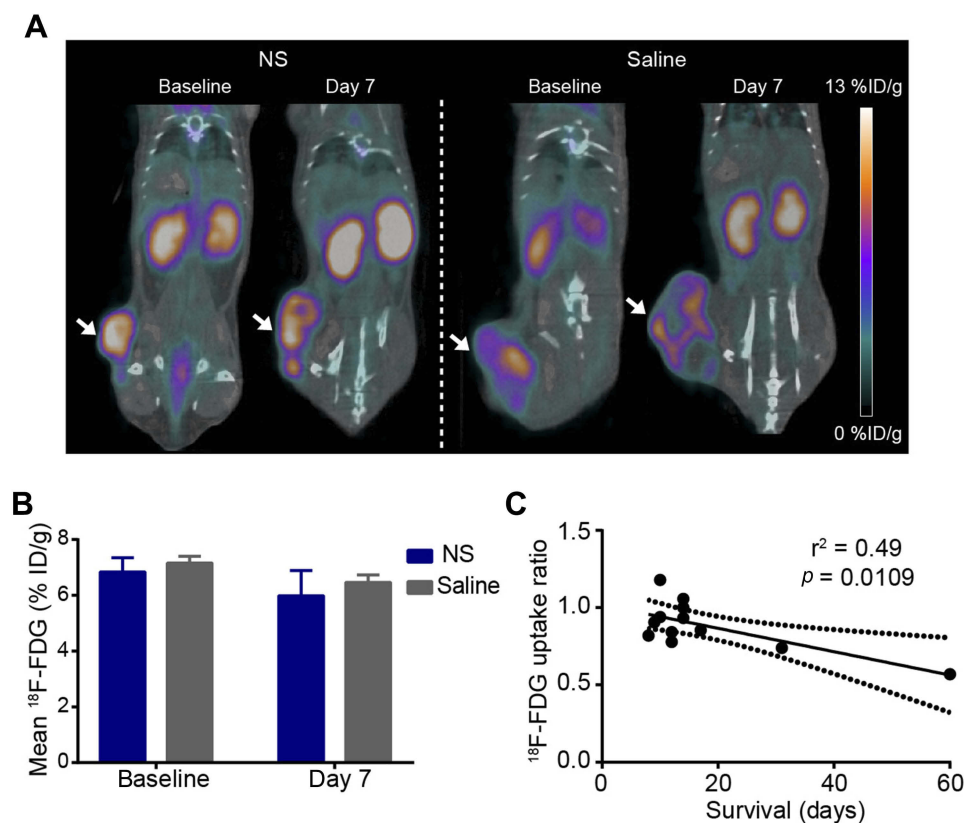 A
NS
Saline
Baseline
Day 7
Baseline
Day 7
13 %ID/g
0 %ID/g
B
Mean ¹⁸F-FDG (% ID/g)
8
6
4
2
0
Baseline
Day 7
NS
Saline
C
¹⁸F-FDG uptake ratio
1.5
1.0
0.5
0.0
r² = 0.49
p = 0.0109
0
20
40
60
Survival (days)